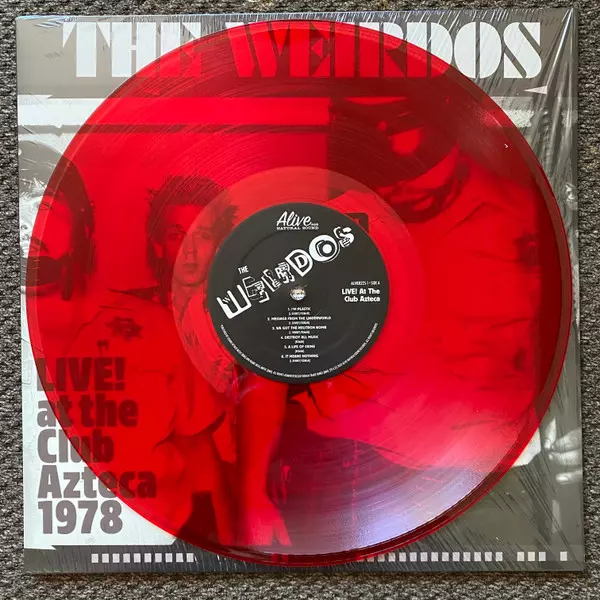 THE WEIRDOS
Alive
NATURAL SOUND
THE
WEIRDOS
LIVE! At The
Club Azteca
1. I'M PLASTIC
2. MESSAGE FROM THE UNDERWORLD
3. WE GOT THE NEUTRON BOMB
4. DESTROY ALL MUSIC
5. A LIFE OF CRIME
6. IT MEANS NOTHING
LIVE!
at the
Club
Azteca
1978